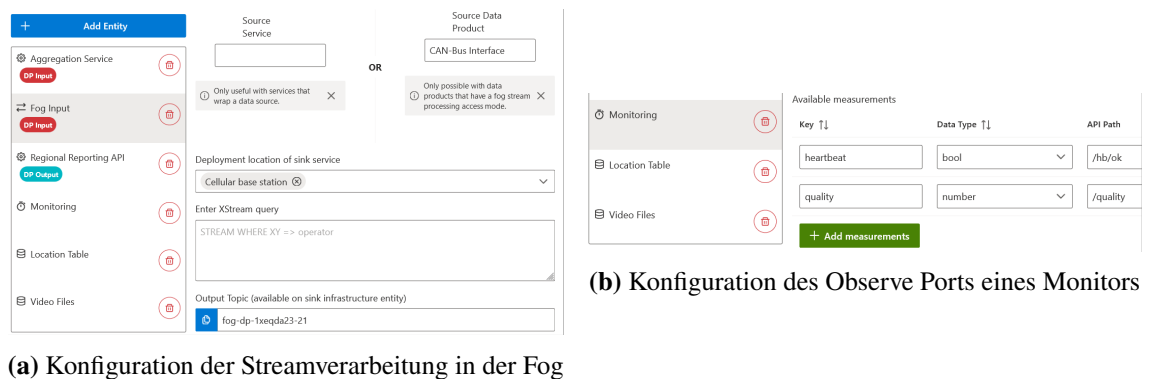 + Add Entity
Aggregation Service
DP Input
Fog Input
DP Input
Regional Reporting API
DP Output
Monitoring
Location Table
Video Files
Source
Service
Only useful with services that
wrap a data source.
OR
Source Data
Product
CAN-Bus Interface
Only possible with data
products that have a fog stream
processing access mode.
Deployment location of sink service
Cellular base station
Enter XStream query
STREAM WHERE XY => operator
Output Topic (available on sink infrastructure entity)
fog-dp-1xeqda23-21
(a) Konfiguration der Streamverarbeitung in der Fog
Monitoring
Location Table
Video Files
Available measurements
Key Data Type API Path
heartbeat bool /hb/ok
quality number /quality
+ Add measurements
(b) Konfiguration des Observe Ports eines Monitors